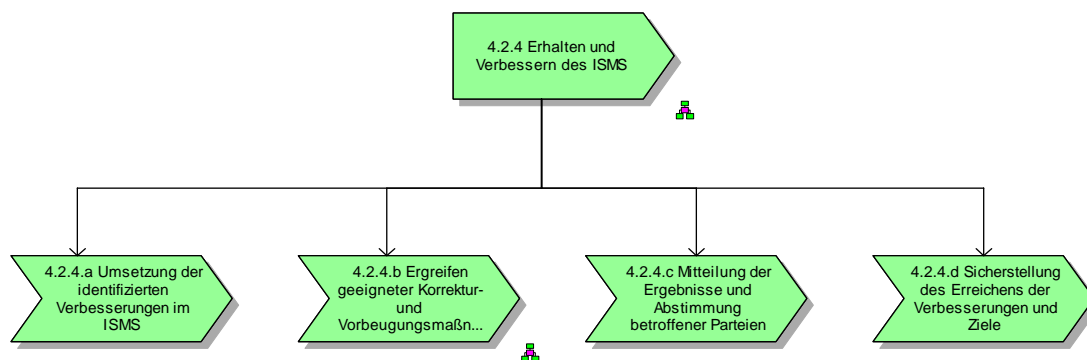 4.2.4 Erhalten und
Verbessern des ISMS
4.2.4.a Umsetzung der
identifizierten
Verbesserungen im
ISMS
4.2.4.b Ergreifen
geeigneter Korrektur-
und
Vorbeugungsmaßn...
4.2.4.c Mitteilung der
Ergebnisse und
Abstimmung
betroffener Parteien
4.2.4.d Sicherstellung
des Erreichens der
Verbesserungen und
Ziele